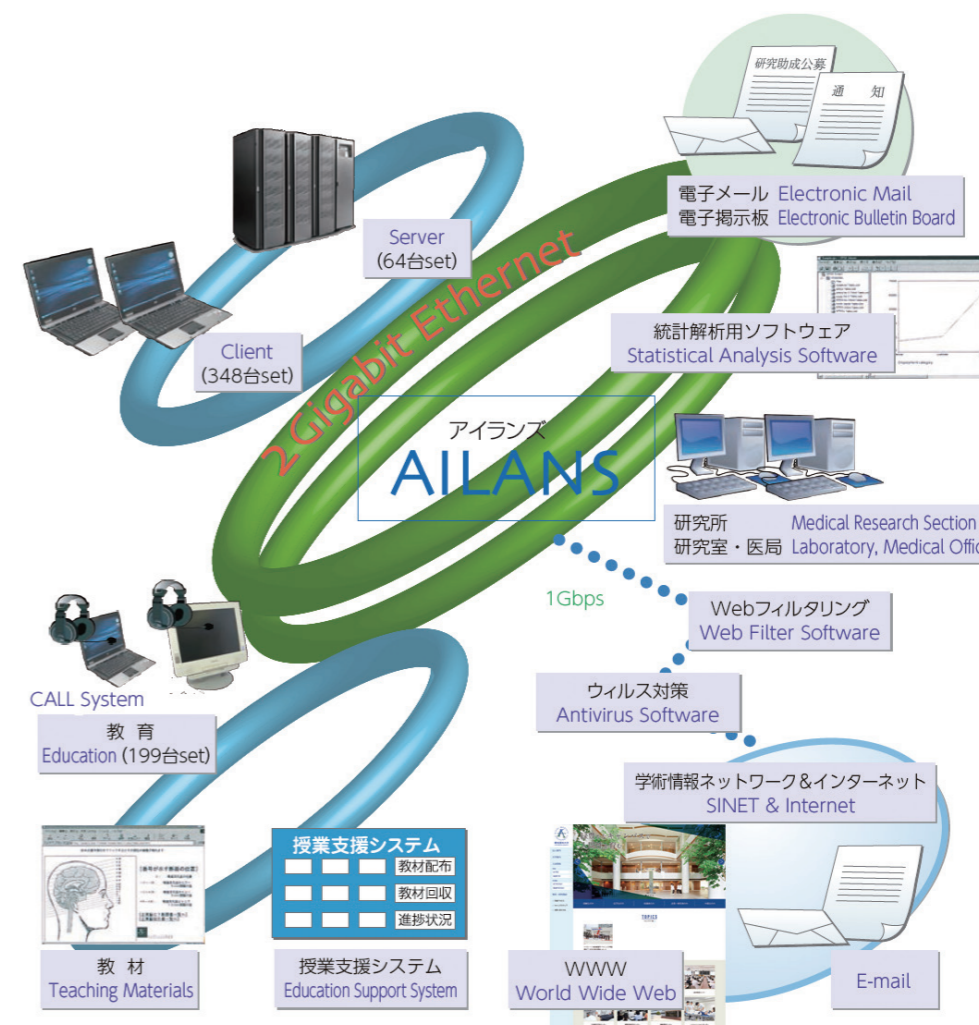 研究助成公募
通 知
電子メール Electronic Mail
電子掲示板 Electronic Bulletin Board
Server
(64台set)
2 Gigabit Ethernet
Client
(348台set)
統計解析用ソフトウェア
Statistical Analysis Software
アイランズ
AILANS
研究所 Medical Research Section
研究室・医局 Laboratory, Medical Offic
1Gbps
Webフィルタリング
Web Filter Software
ウィルス対策
Antivirus Software
CALL System
教 育
Education (199台set)
学術情報ネットワーク&インターネット
SINET & Internet
授業支援システム
教材配布
教材回収
進捗状況
TOPICS
教 材
Teaching Materials
授業支援システム
Education Support System
WWW
World Wide Web
E-mail